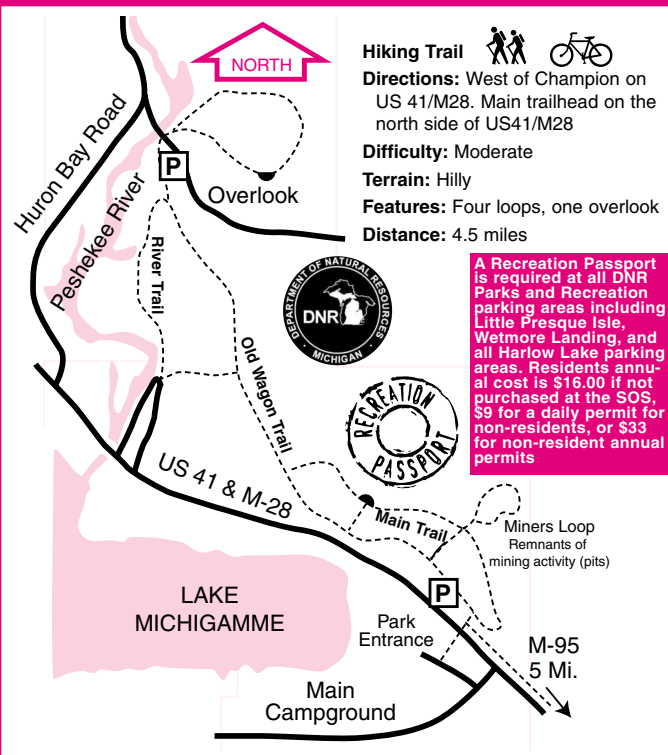 NORTH
Hiking Trail
Directions: West of Champion on
US 41/M28. Main trailhead on the
north side of US41/M28
Difficulty: Moderate
Terrain: Hilly
Features: Four loops, one overlook
Distance: 4.5 miles
A Recreation Passport
is required at all DNR
Parks and Recreation
parking areas including
Little Presque Isle,
Wetmore Landing, and
all Harlow Lake parking
areas. Residents annu-
al cost is $16.00 if not
purchased at the SOS,
$9 for a daily permit for
non-residents, or $33
for non-resident annual
permits
Huron Bay Road
Peshekee River
P
Overlook
River Trail
DEPARTMENT OF NATURAL RESOURCES
DNR
MICHIGAN
Old Wagon Trail
RECREATION
PASSPORT
US 41 & M-28
Main Trail
Miners Loop
Remnants of
mining activity (pits)
P
LAKE
MICHIGAMME
Park
Entrance
M-95
5 Mi.
Main
Campground